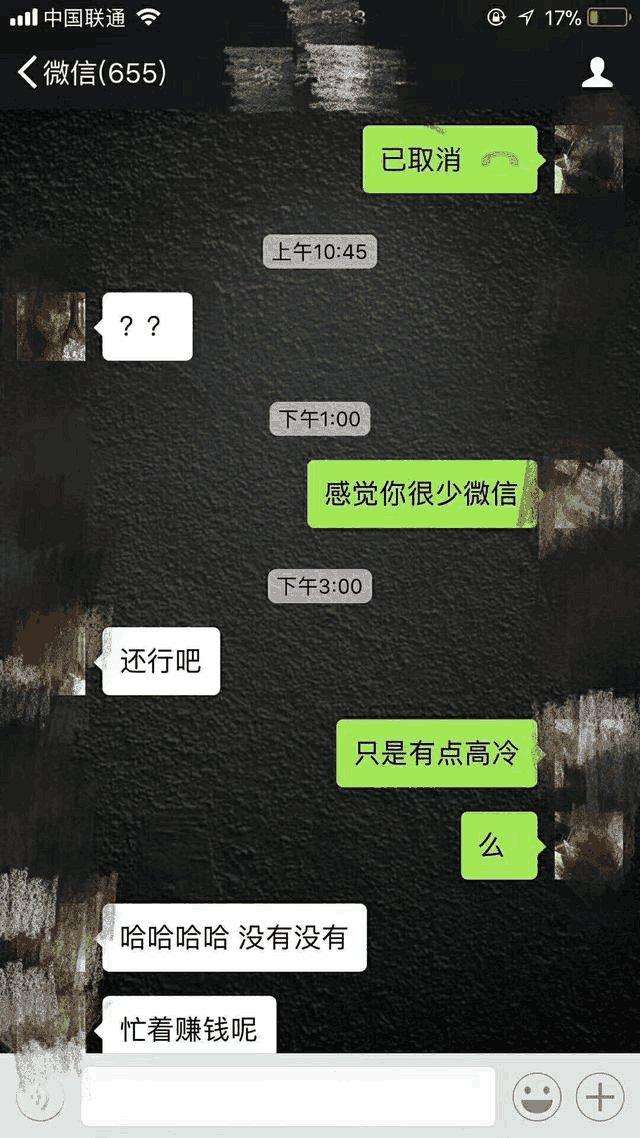 中国联通
17%
微信(655)
已取消
上午10:45
？？
下午1:00
感觉你很少微信
下午3:00
还行吧
只是有点高冷
么
哈哈哈哈 没有没有
忙着赚钱呢